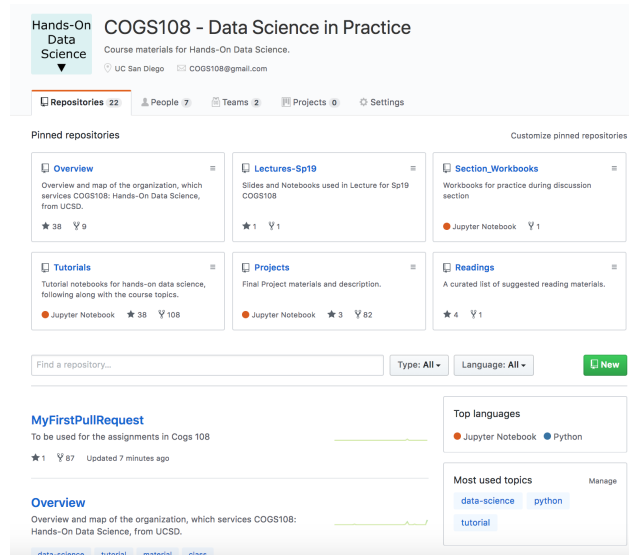 Hands-On
Data
Science
COGS108 - Data Science in Practice
Course materials for Hands-On Data Science.
UC San Diego COGS108@gmail.com
Repositories 22 People 7 Teams 2 Projects 0 Settings
Pinned repositories
Customize pinned repositories
Overview
Overview and map of the organization, which
services COGS108: Hands-On Data Science,
from UCSD.
38 9
Lectures-Sp19
Slides and Notebooks used in Lecture for Sp19
COGS108
1 1
Section_Workbooks
Workbooks for practice during discussion
section
Jupyter Notebook 1
Tutorials
Tutorial notebooks for hands-on data science,
following along with the course topics.
Jupyter Notebook 38 108
Projects
Final Project materials and description.
Jupyter Notebook 3 82
Readings
A curated list of suggested reading materials.
4 1
Find a repository...
Type: All
Language: All
New
MyFirstPullRequest
To be used for the assignments in Cogs 108
1 87 Updated 7 minutes ago
Top languages
Jupyter Notebook Python
Most used topics
Manage
data-science python
tutorial
Overview
Overview and map of the organization, which services COGS108:
Hands-On Data Science, from UCSD.
data-science tutorial material class